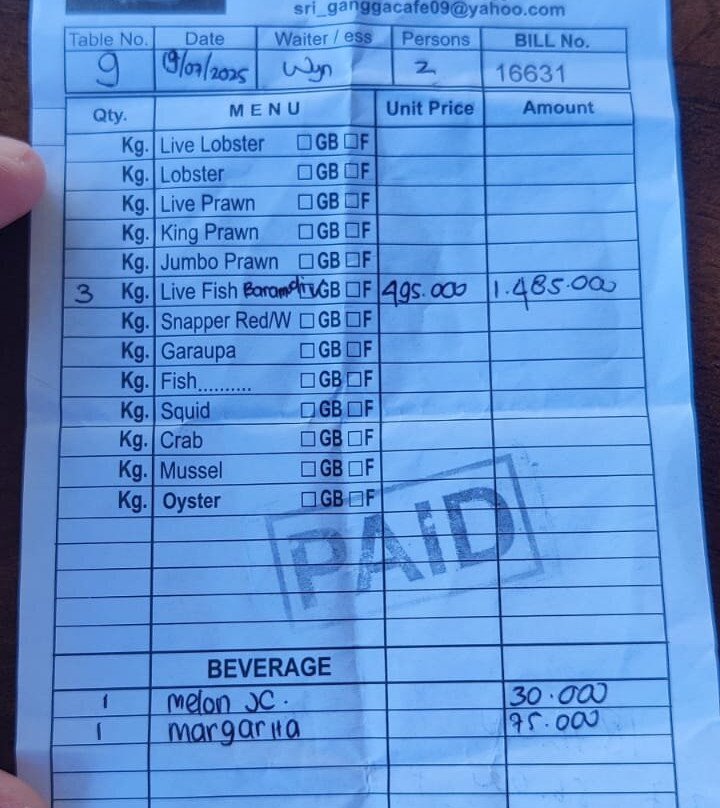 sri_ganggacafe09@yahoo.com
Table No. Date Waiter / ess Persons BILL No.
9 19/07/2025 Wyn 2 16631
Qty. MENU Unit Price Amount
Kg. Live Lobster ☐GB ☐F
Kg. Lobster ☐GB ☐F
Kg. Live Prawn ☐GB ☐F
Kg. King Prawn ☐GB ☐F
Kg. Jumbo Prawn ☐GB ☐F
3 Kg. Live Fish GB ☐F 495.000 1.485.000
Kg. Snapper Red/W ☐GB ☐F
Kg. Garaupa ☐GB ☐F
Kg. Fish.......... ☐GB ☐F
Kg. Squid ☐GB ☐F
Kg. Crab ☐GB ☐F
Kg. Mussel ☐GB ☐F
Kg. Oyster ☐GB ☐F
PAID
BEVERAGE
1 melon JC. 30.000
1 margarita 95.000